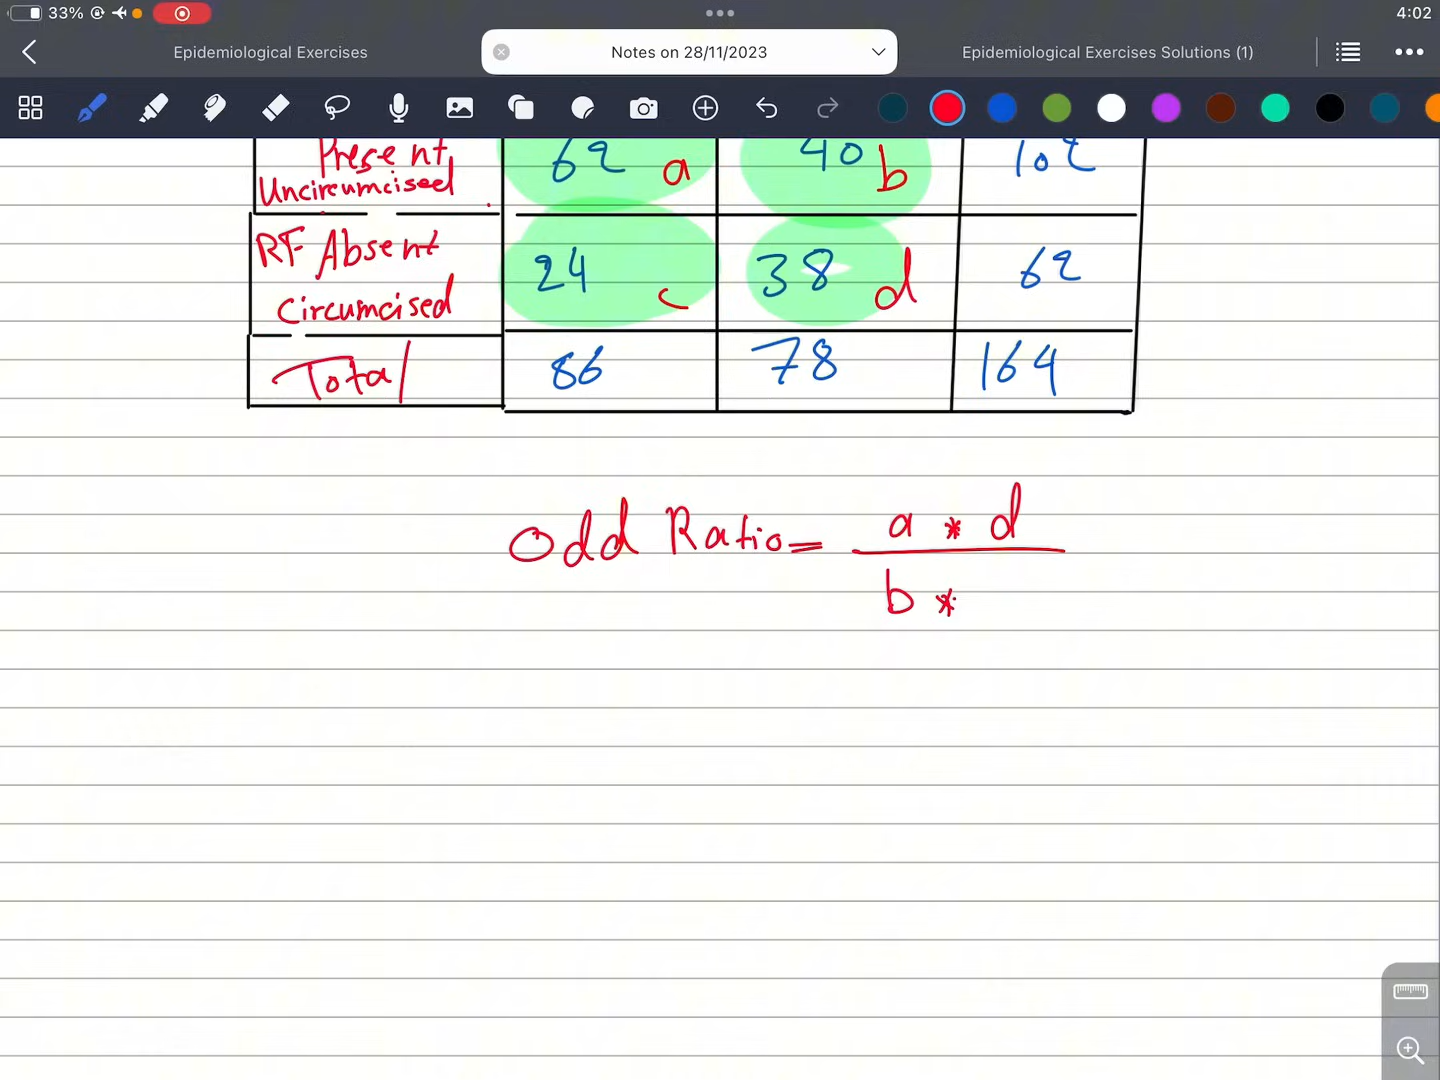 33% 4:02
Epidemiological Exercises Notes on 28/11/2023 Epidemiological Exercises Solutions (1)
Present 62 a 40 b 102
Uncircumcised
RF Absent 24 c 38 d 62
Circumcised
Total 86 78 164
Odd Ratio = a * d
b *